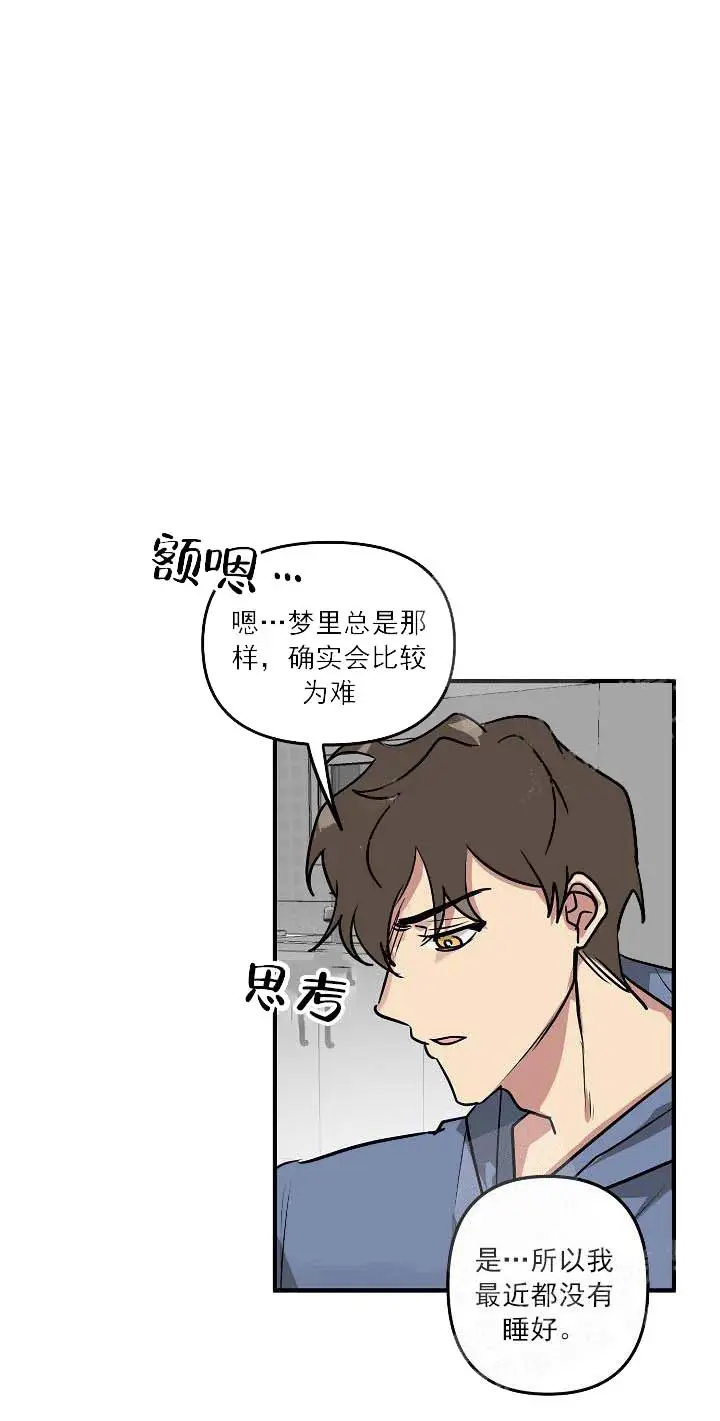 额嗯...
嗯…梦里总是那
样，确实会比较
为难
思考
是…所以我
最近都没有
睡好。